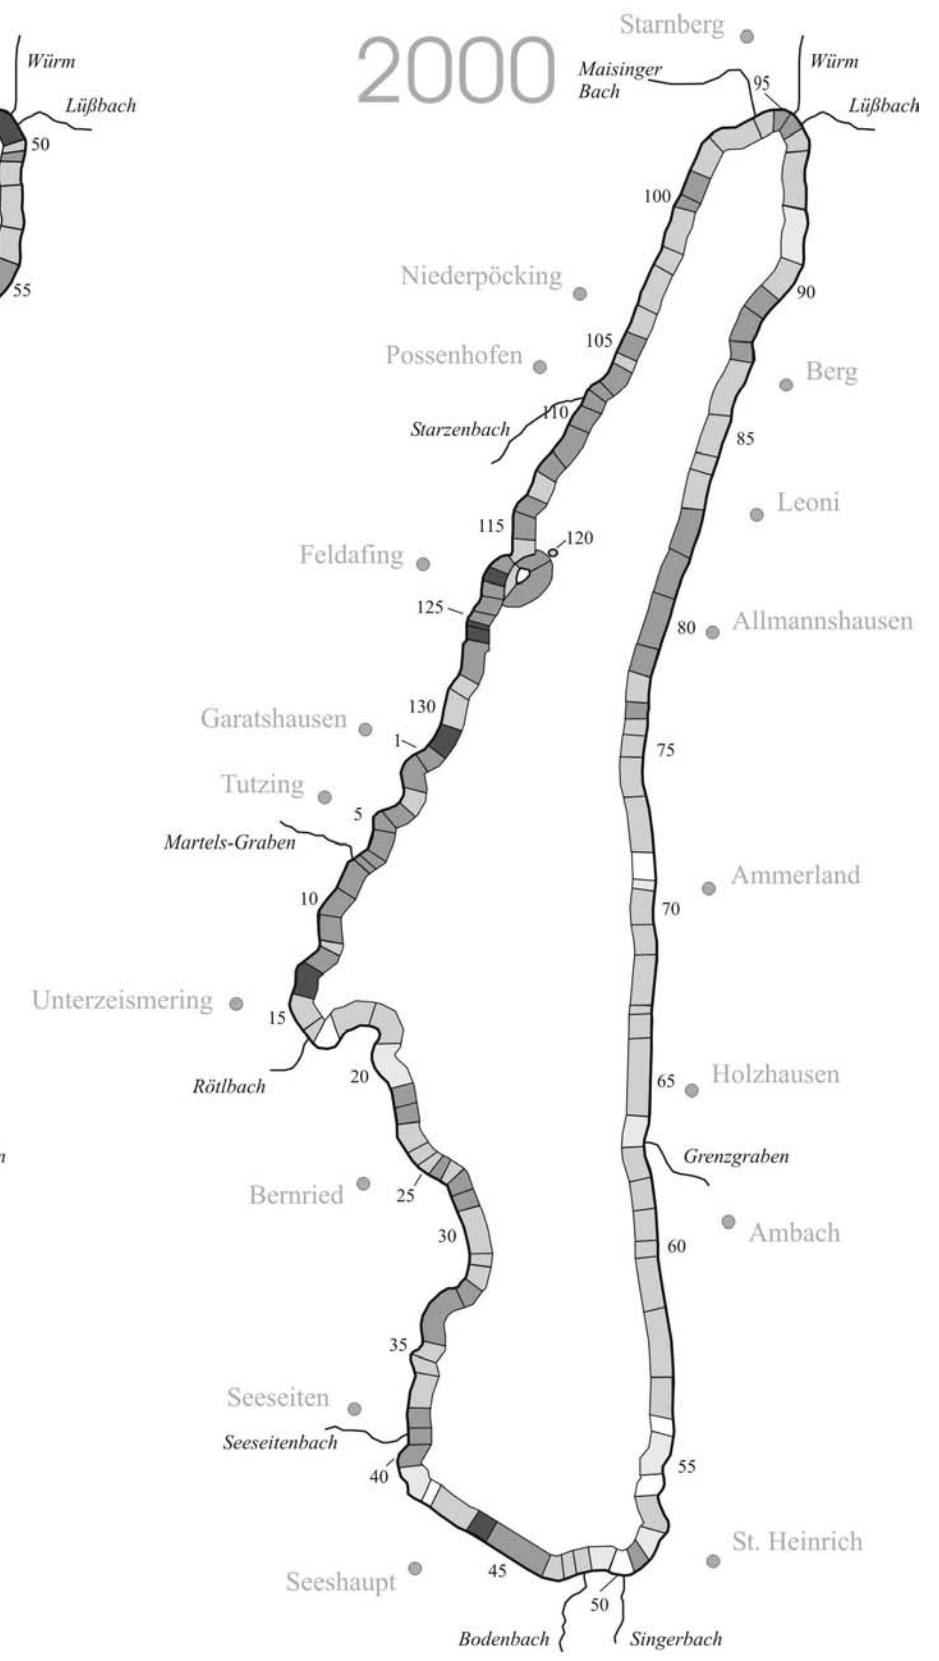 Starnberg
2000
Würm
Würm
Maisinger
Bach
95
Lüßbach
Lüßbach
50
100
Niederpöcking
55
90
105
Possenhofen
Berg
110
Starzenbach
85
Leoni
115
120
Feldafing
125
80
Allmannshausen
130
Garatshausen
1
75
Tutzing
5
Martels-Graben
Ammerland
10
70
Unterzeismering
15
20
Holzhausen
65
Rötlbach
n
Grenzgraben
Bernried
25
30
Ambach
60
35
Seeseiten
Seeseitenbach
55
40
St. Heinrich
45
Seeshaupt
50
Bodenbach
Singerbach